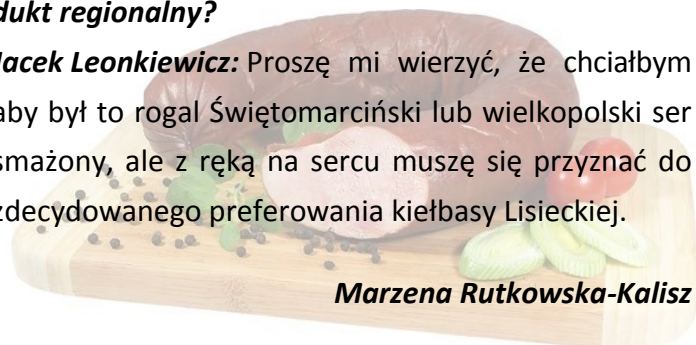 dukt regionalny?
Jacek Leonkiewicz: Proszę mi wierzyć, że chciałbym
aby był to rogal Świętomarciński lub wielkopolski ser
smażony, ale z ręką na sercu muszę się przyznać do
zdecydowanego preferowania kiełbasy Lisieckiej.
Marzena Rutkowska-Kalisz